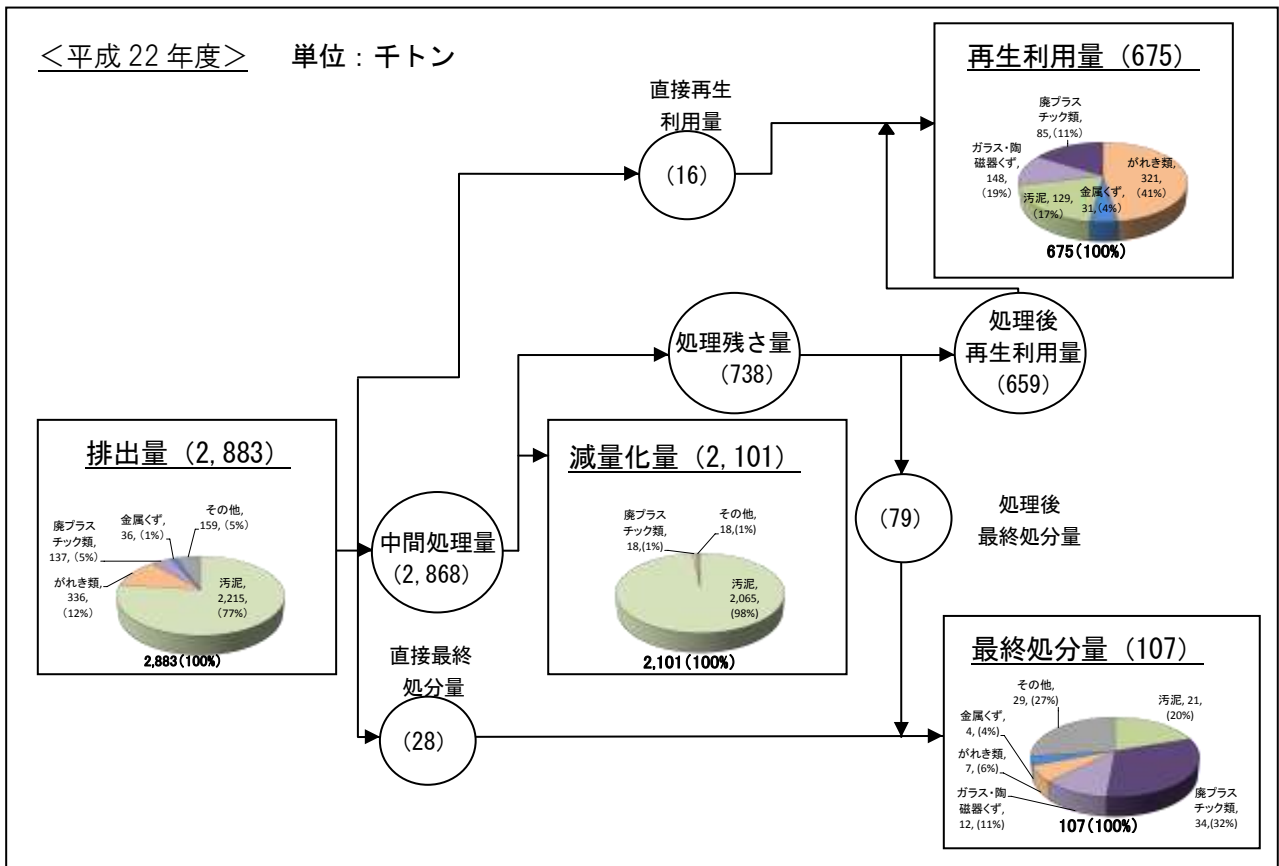 ＜平成 22 年度＞　単位：千トン
直接再生
利用量
(16)
再生利用量 (675)
廃プラス
チック類,
85,(11%)
ガラス・陶
磁器くず,
148,
(19%)
汚泥, 129,
(17%)
金属くず,
31,(4%)
がれき類,
321,
(41%)
675(100%)
処理残さ量
(738)
処理後
再生利用量
(659)
排出量 (2,883)
その他,
159, (5%)
金属くず,
36, (1%)
廃プラス
チック類,
137, (5%)
がれき類,
336,
(12%)
汚泥,
2,215,
(77%)
2,883(100%)
中間処理量
(2,868)
減量化量 (2,101)
廃プラス
チック類,
18,(1%)
その他,
18,(1%)
汚泥,
2,065,
(98%)
2,101(100%)
(79)
処理後
最終処分量
直接最終
処分量
(28)
最終処分量 (107)
その他,
29, (27%)
金属くず,
4, (4%)
がれき類,
7, (6%)
ガラス・陶
磁器くず,
12, (11%)
汚泥, 21,
(20%)
廃プラス
チック類,
34,(32%)
107(100%)